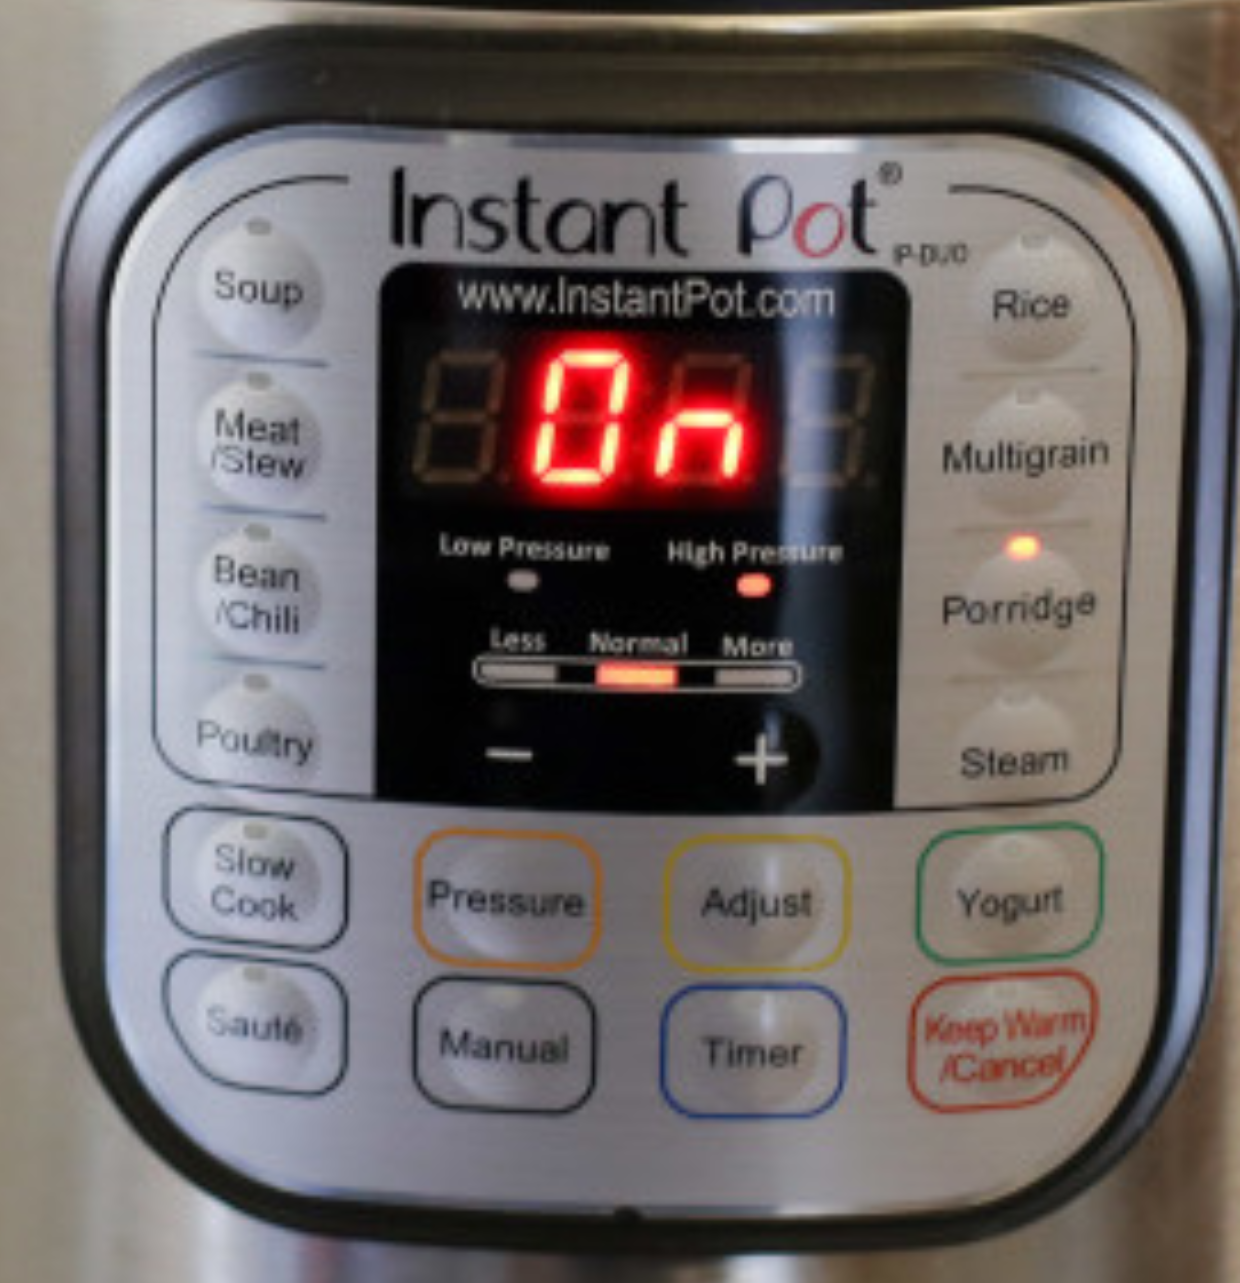 Instant Pot®
IP-DUO
www.InstantPot.com
On
Soup
Meat
/Stew
Bean
/Chili
Poultry
Low Pressure High Pressure
Less Normal More
− +
Rice
Multigrain
Porridge
Steam
Slow
Cook
Pressure
Adjust
Yogurt
Sauté
Manual
Timer
Keep Warm
/Cancel